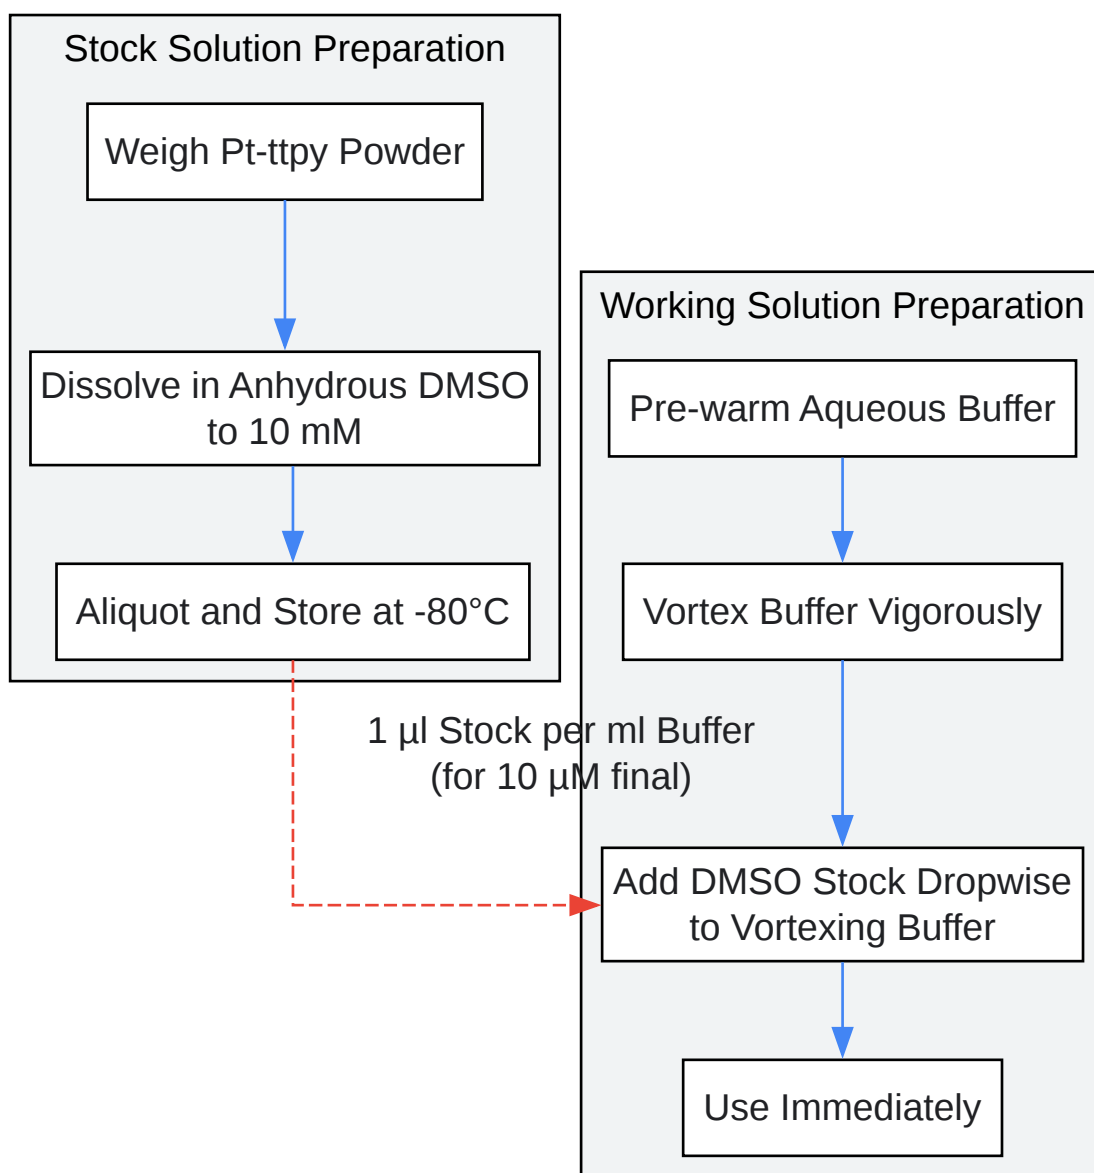 Stock Solution Preparation
Weigh Pt-ttpy Powder
Dissolve in Anhydrous DMSO
to 10 mM
Aliquot and Store at -80°C
1 µl Stock per ml Buffer
(for 10 µM final)
Working Solution Preparation
Pre-warm Aqueous Buffer
Vortex Buffer Vigorously
Add DMSO Stock Dropwise
to Vortexing Buffer
Use Immediately